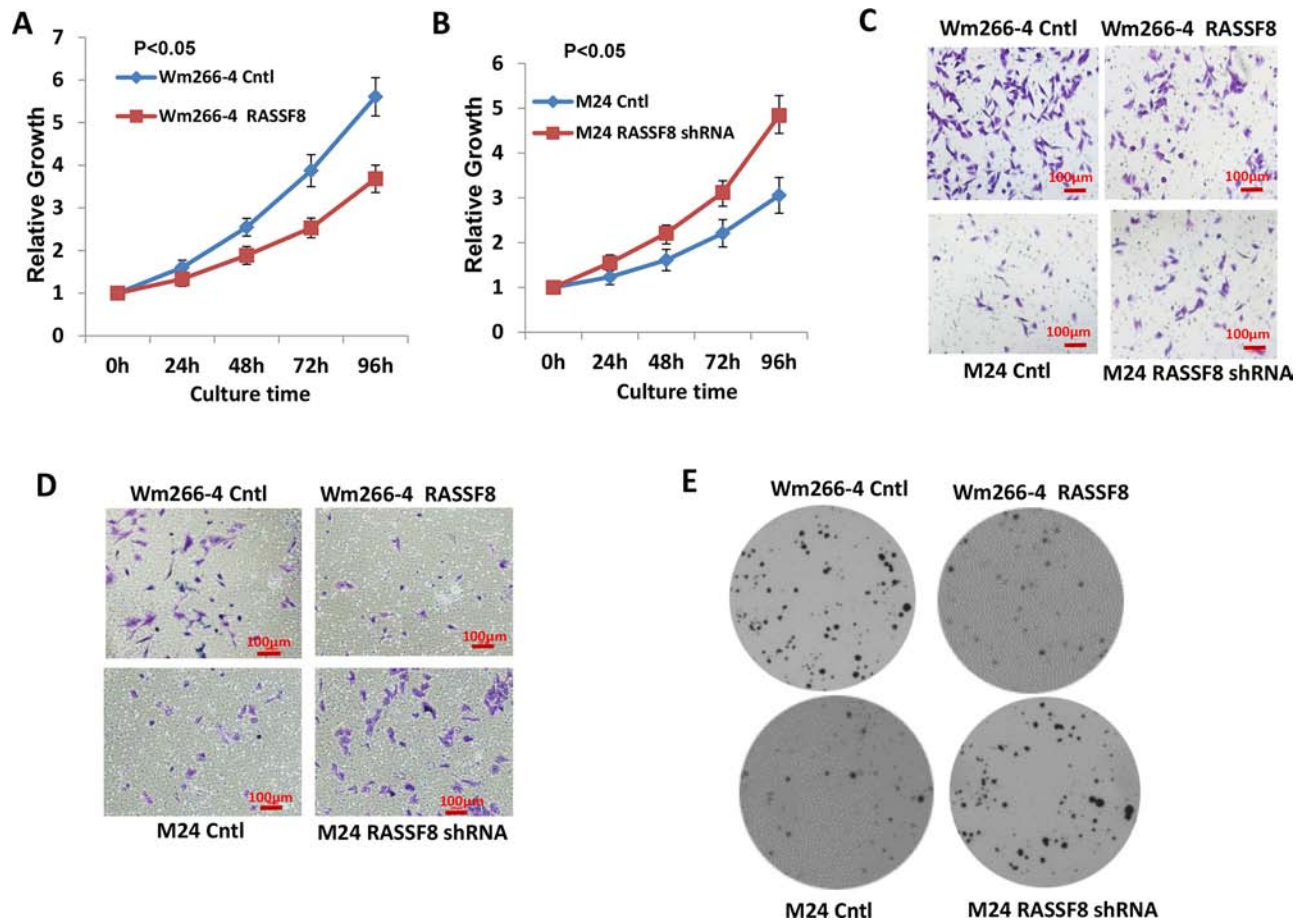 A
P<0.05
Wm266-4 Cntl
Wm266-4 RASSF8
Relative Growth
7
6
5
4
3
2
1
0
0h 24h 48h 72h 96h
Culture time
B
P<0.05
M24 Cntl
M24 RASSF8 shRNA
Relative Growth
6
5
4
3
2
1
0
0h 24h 48h 72h 96h
Culture time
C
Wm266-4 Cntl Wm266-4 RASSF8
100µm 100µm
100µm 100µm
M24 Cntl M24 RASSF8 shRNA
D
Wm266-4 Cntl Wm266-4 RASSF8
100µm 100µm
100µm 100µm
M24 Cntl M24 RASSF8 shRNA
E
Wm266-4 Cntl Wm266-4 RASSF8
M24 Cntl M24 RASSF8 shRNA